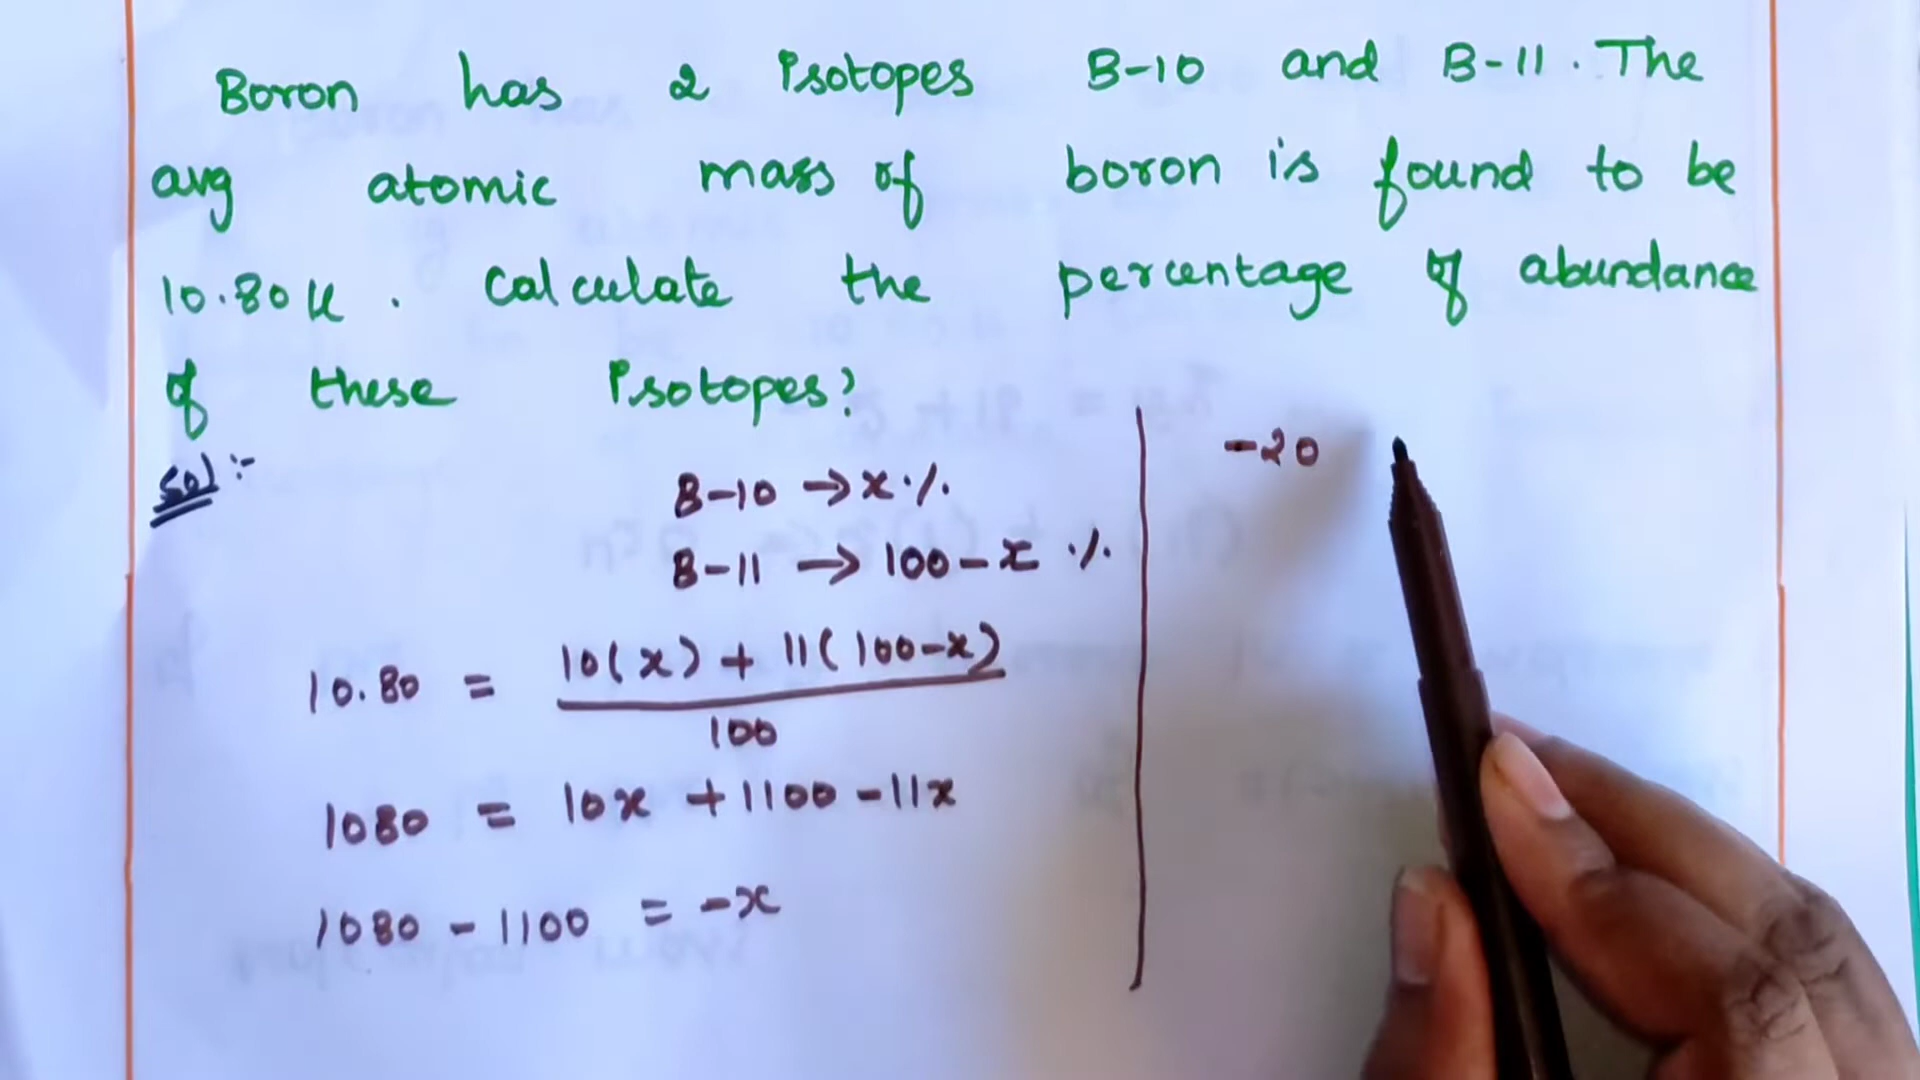 Boron has 2 Isotopes B-10 and B-11. The
avg atomic mass of boron is found to be
10.80 u. Calculate the percentage of abundance
of these Isotopes?
Sol:-
B-10 → x %
B-11 → 100 - x %
10.80 = 10(x) + 11(100-x)
100
1080 = 10x + 1100 - 11x
1080 - 1100 = -x
-20